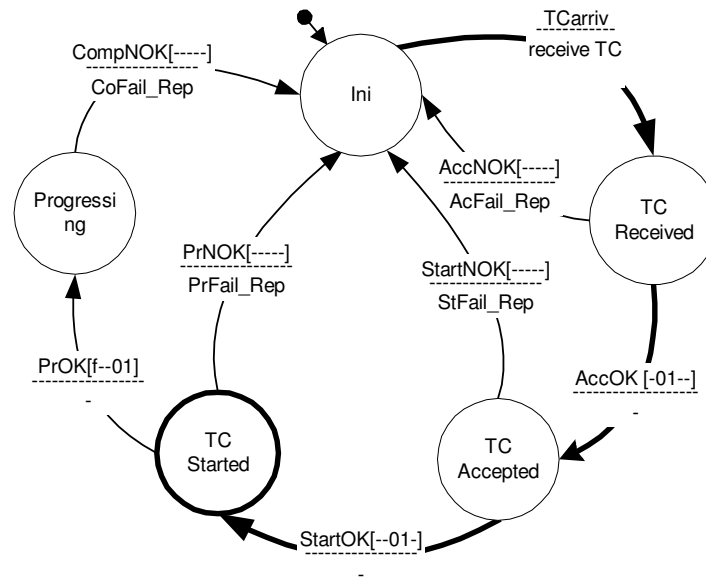 TCarriv
receive TC
CompNOK[-----]
CoFail_Rep
Ini
AccNOK[-----]
AcFail_Rep
Progressi
ng
TC
Received
PrNOK[-----]
PrFail_Rep
StartNOK[-----]
StFail_Rep
PrOK[f--01]
-
AccOK [-01--]
-
TC
Started
TC
Accepted
StartOK[--01-]
-